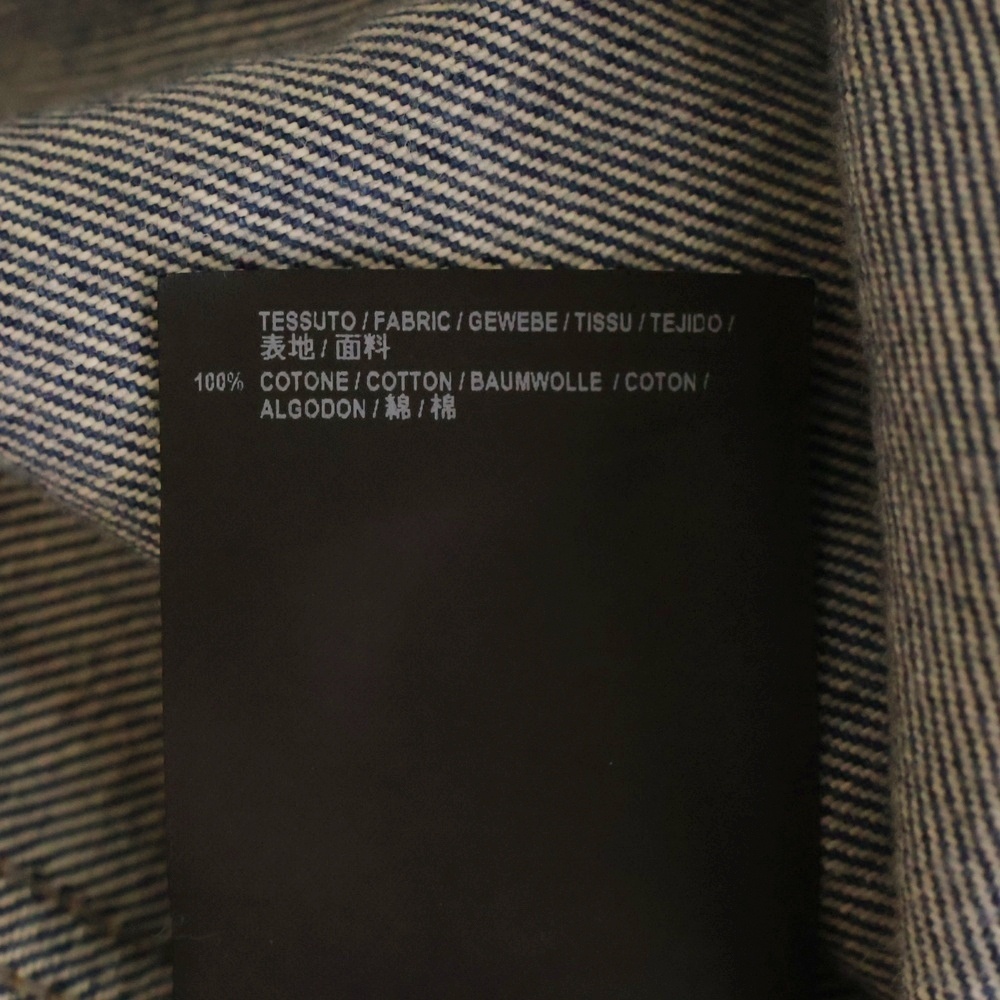 TESSUTO / FABRIC / GEWEBE / TISSU / TEJIDO /
表地 / 面料
100% COTONE / COTTON / BAUMWOLLE / COTON /
ALGODON / 綿 / 棉